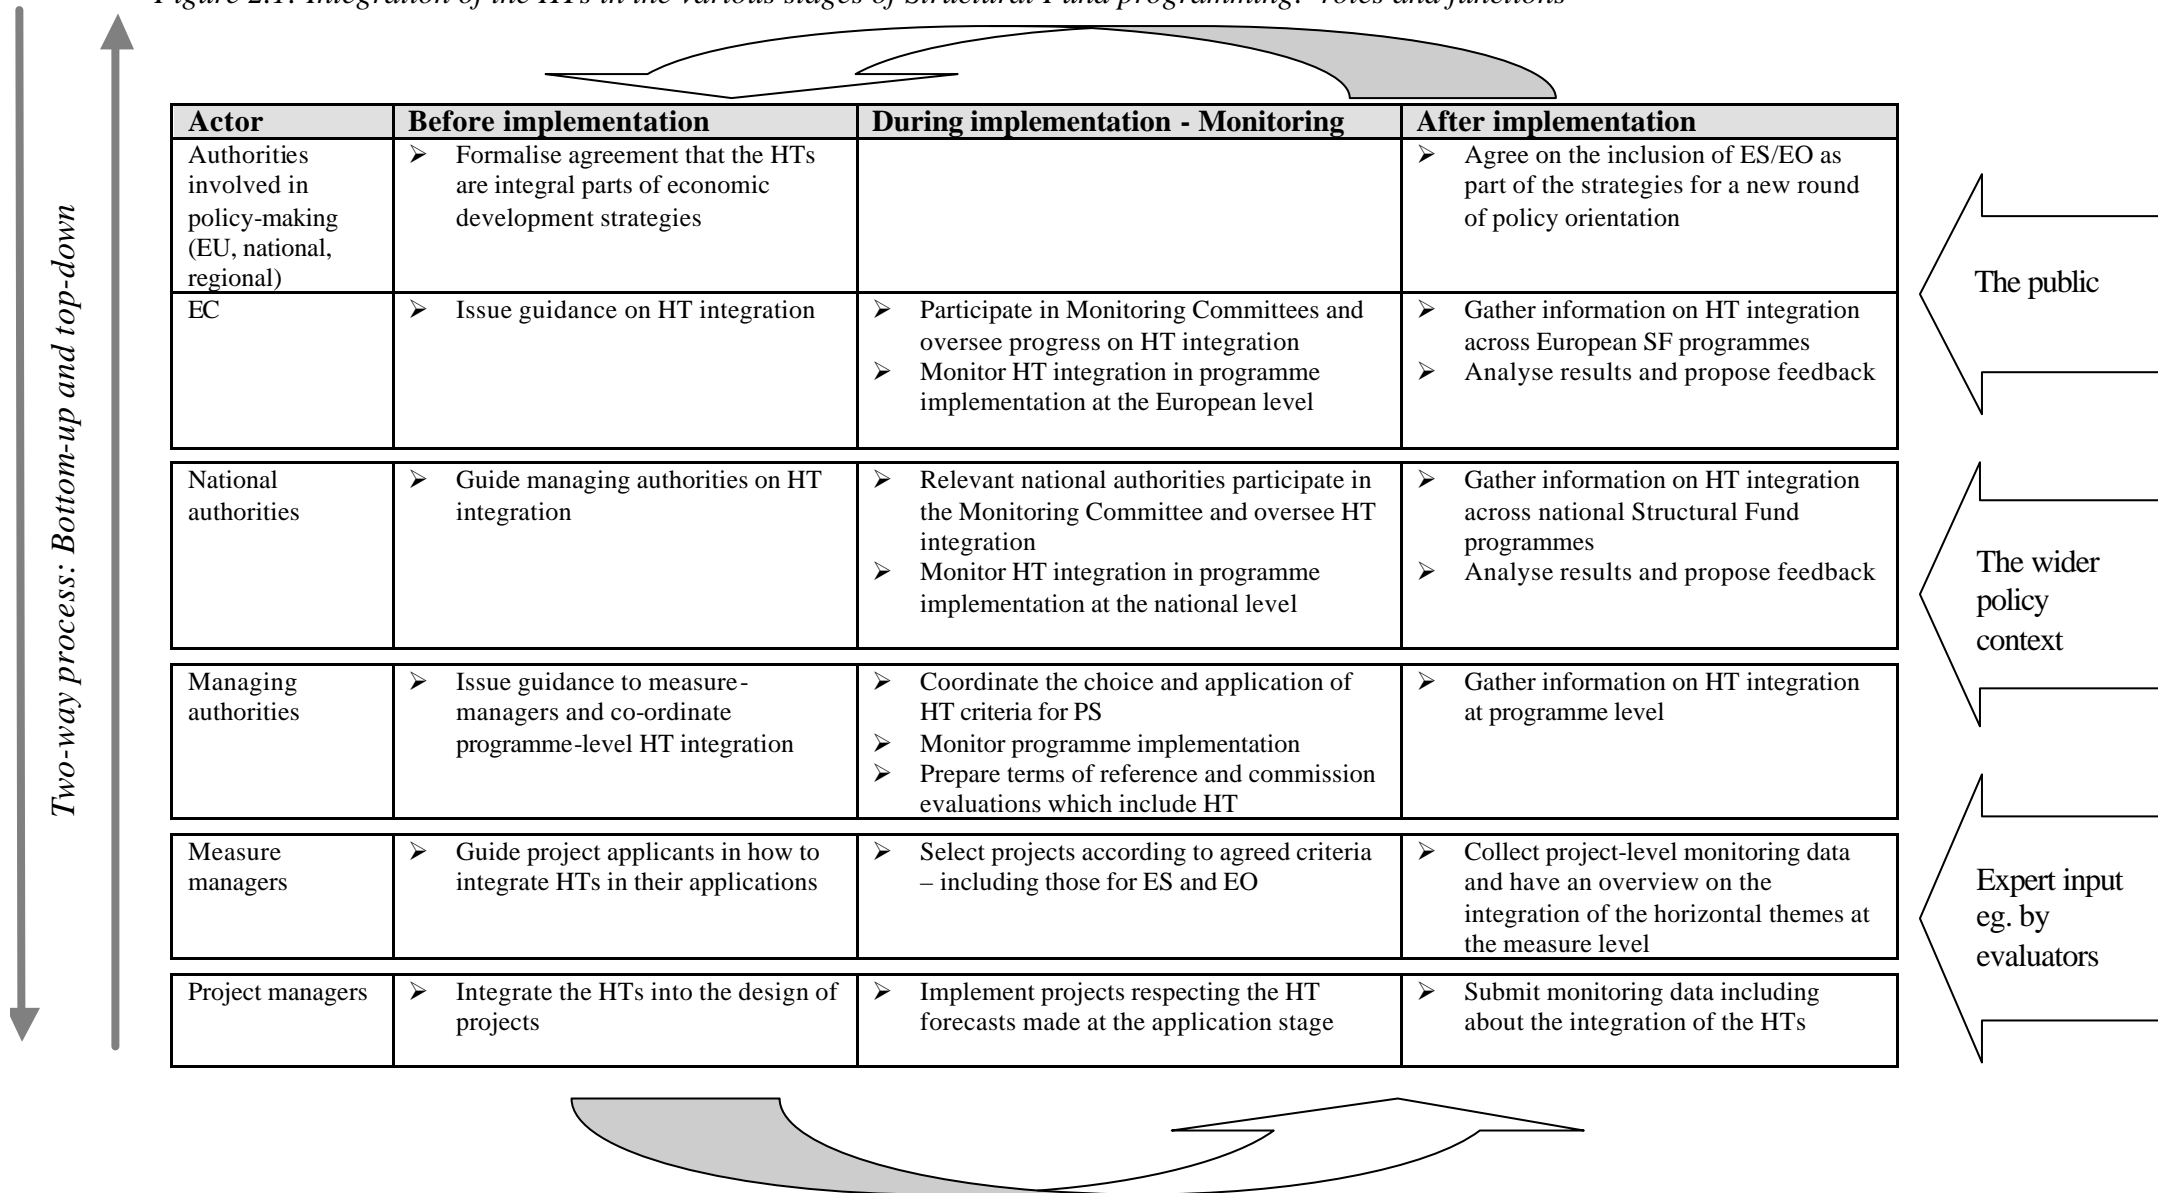 Figure 2.1: Integration of the HTs in the various stages of Structural Fund programming: roles and functions
Two-way process: Bottom-up and top-down
Actor
Before implementation
During implementation - Monitoring
After implementation
Authorities
involved in
policy-making
(EU, national,
regional)
➢ Formalise agreement that the HTs
are integral parts of economic
development strategies
➢ Agree on the inclusion of ES/EO as
part of the strategies for a new round
of policy orientation
EC
➢ Issue guidance on HT integration
➢ Participate in Monitoring Committees and
oversee progress on HT integration
➢ Monitor HT integration in programme
implementation at the European level
➢ Gather information on HT integration
across European SF programmes
➢ Analyse results and propose feedback
National
authorities
➢ Guide managing authorities on HT
integration
➢ Relevant national authorities participate in
the Monitoring Committee and oversee HT
integration
➢ Monitor HT integration in programme
implementation at the national level
➢ Gather information on HT integration
across national Structural Fund
programmes
➢ Analyse results and propose feedback
Managing
authorities
➢ Issue guidance to measure-
managers and co-ordinate
programme-level HT integration
➢ Coordinate the choice and application of
HT criteria for PS
➢ Monitor programme implementation
➢ Prepare terms of reference and commission
evaluations which include HT
➢ Gather information on HT integration
at programme level
Measure
managers
➢ Guide project applicants in how to
integrate HTs in their applications
➢ Select projects according to agreed criteria
– including those for ES and EO
➢ Collect project-level monitoring data
and have an overview on the
integration of the horizontal themes at
the measure level
Project managers
➢ Integrate the HTs into the design of
projects
➢ Implement projects respecting the HT
forecasts made at the application stage
➢ Submit monitoring data including
about the integration of the HTs
The public
The wider
policy
context
Expert input
eg. by
evaluators